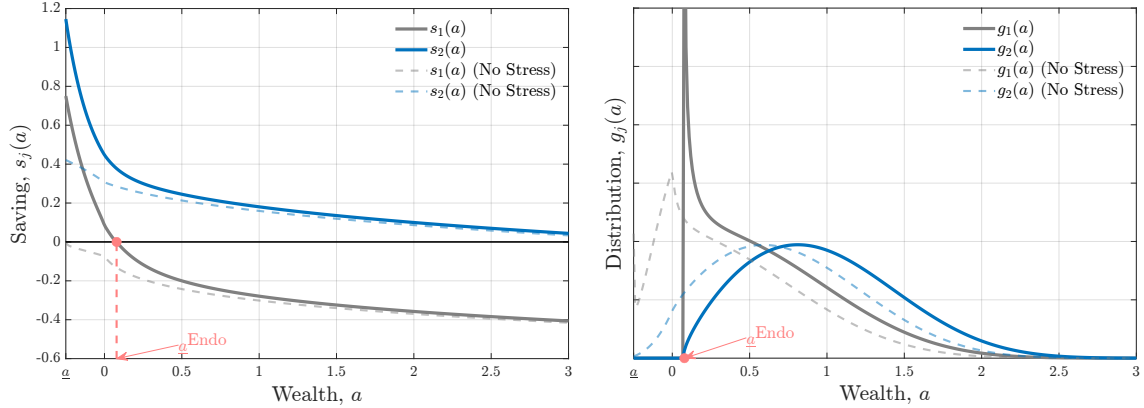 1.2
1
0.8
0.6
0.4
0.2
0
-0.2
-0.4
-0.6
Saving, s_j(a)
s_1(a)
s_2(a)
s_1(a) (No Stress)
s_2(a) (No Stress)
a^Endo
a 0 0.5 1 1.5 2 2.5 3
Wealth, a
Distribution, g_j(a)
g_1(a)
g_2(a)
g_1(a) (No Stress)
g_2(a) (No Stress)
a^Endo
a 0 0.5 1 1.5 2 2.5 3
Wealth, a